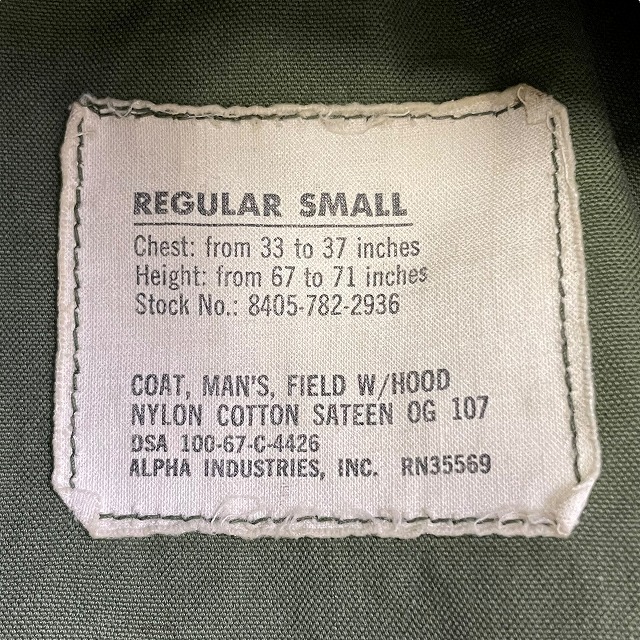 REGULAR SMALL
Chest: from 33 to 37 inches
Height: from 67 to 71 inches
Stock No.: 8405-782-2936
COAT, MAN'S, FIELD W/HOOD
NYLON COTTON SATEEN OG 107
DSA 100-67-C-4426
ALPHA INDUSTRIES, INC. RN35569